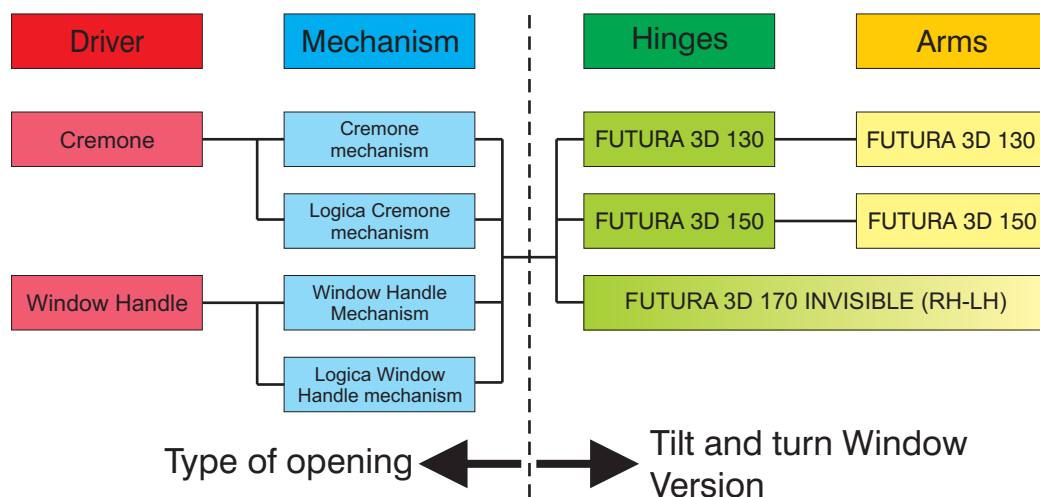 Driver
Mechanism
Hinges
Arms
Cremone
Cremone
mechanism
FUTURA 3D 130
FUTURA 3D 130
Logica Cremone
mechanism
FUTURA 3D 150
FUTURA 3D 150
Window Handle
Window Handle
Mechanism
FUTURA 3D 170 INVISIBLE (RH-LH)
Logica Window
Handle mechanism
Type of opening
Tilt and turn Window
Version